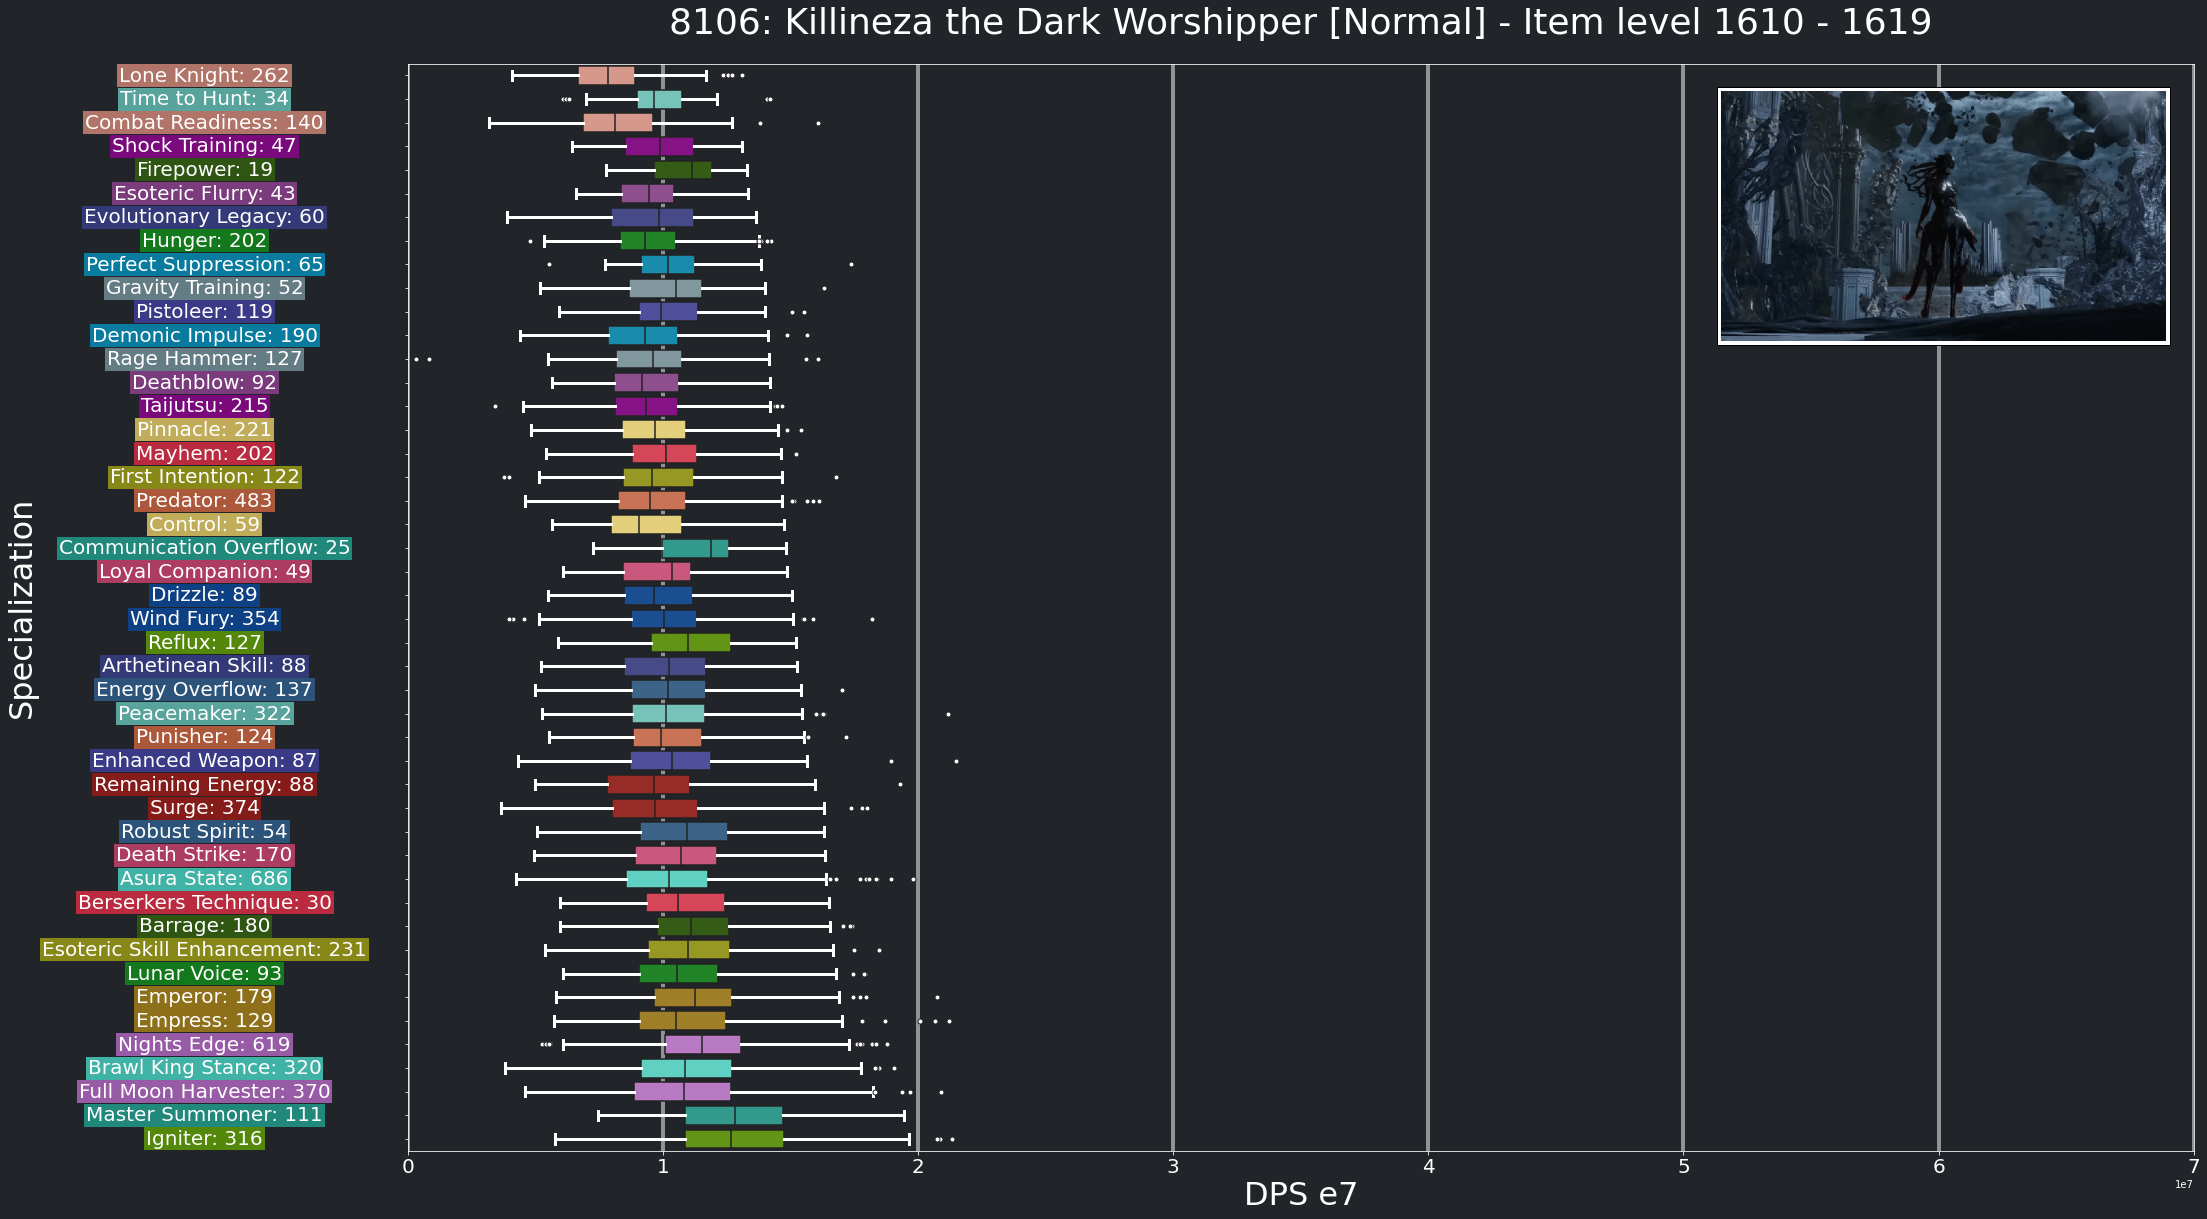 8106: Killineza the Dark Worshipper [Normal] - Item level 1610 - 1619
Specialization
Lone Knight: 262
Time to Hunt: 34
Combat Readiness: 140
Shock Training: 47
Firepower: 19
Esoteric Flurry: 43
Evolutionary Legacy: 60
Hunger: 202
Perfect Suppression: 65
Gravity Training: 52
Pistoleer: 119
Demonic Impulse: 190
Rage Hammer: 127
Deathblow: 92
Taijutsu: 215
Pinnacle: 221
Mayhem: 202
First Intention: 122
Predator: 483
Control: 59
Communication Overflow: 25
Loyal Companion: 49
Drizzle: 89
Wind Fury: 354
Reflux: 127
Arthetinean Skill: 88
Energy Overflow: 137
Peacemaker: 322
Punisher: 124
Enhanced Weapon: 87
Remaining Energy: 88
Surge: 374
Robust Spirit: 54
Death Strike: 170
Asura State: 686
Berserkers Technique: 30
Barrage: 180
Esoteric Skill Enhancement: 231
Lunar Voice: 93
Emperor: 179
Empress: 129
Nights Edge: 619
Brawl King Stance: 320
Full Moon Harvester: 370
Master Summoner: 111
Igniter: 316
0 1 2 3 4 5 6 7
1e7
DPS e7